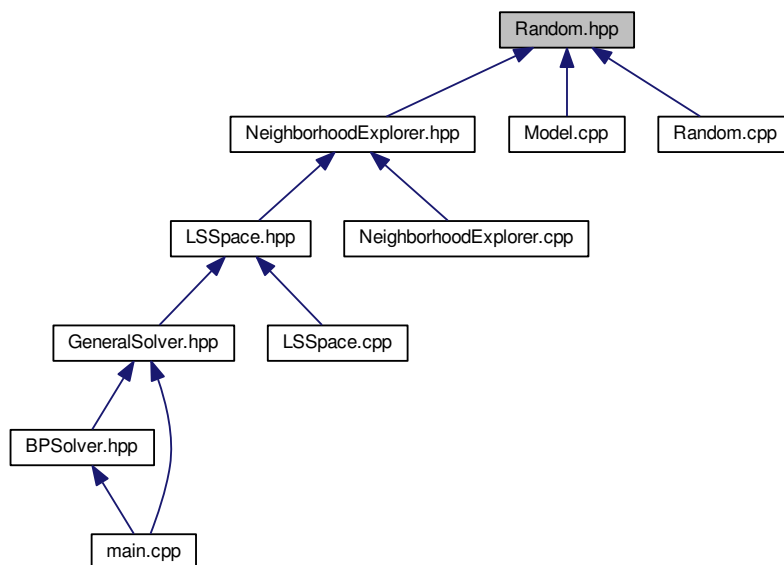 Random.hpp
NeighborhoodExplorer.hpp
Model.cpp
Random.cpp
LSSpace.hpp
NeighborhoodExplorer.cpp
GeneralSolver.hpp
LSSpace.cpp
BPSolver.hpp
main.cpp